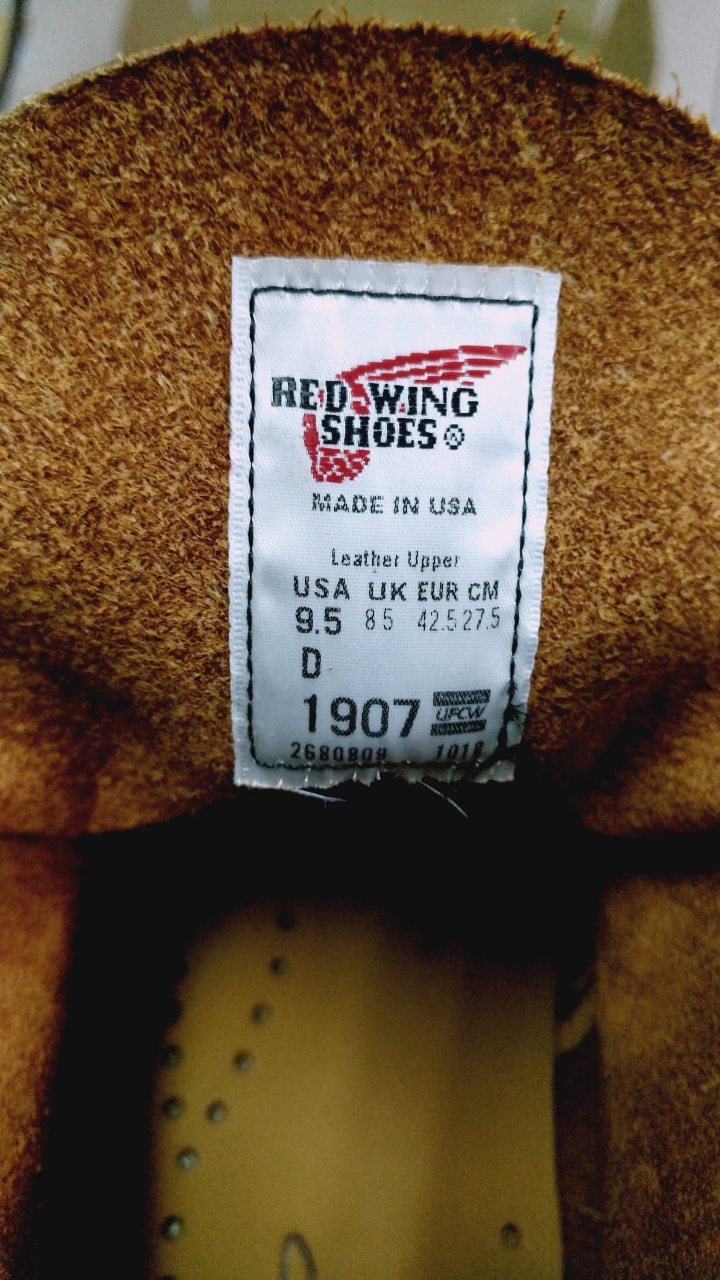 RED WING
SHOES®
MADE IN USA
Leather Upper
USA UK EUR CM
9.5 8 5 42.5 27.5
D
1907 UFCW
2680809 1018